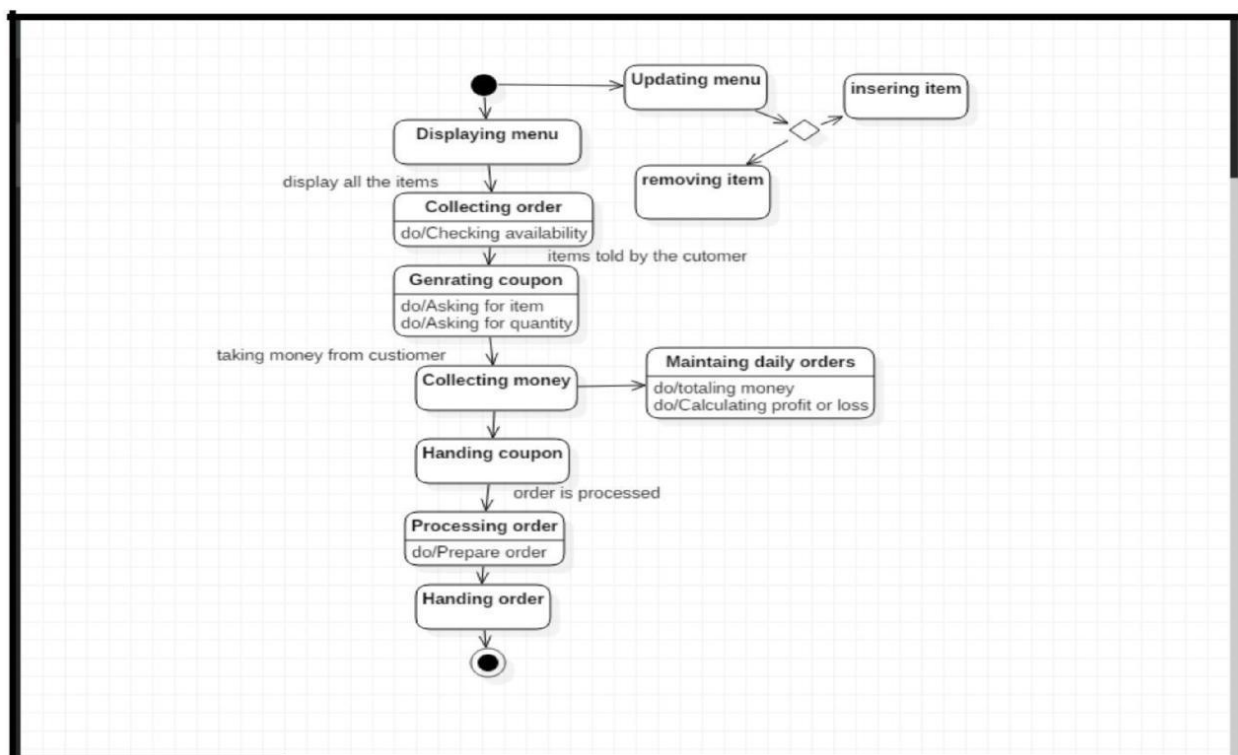 Updating menu
insering item
Displaying menu
removing item
display all the items
Collecting order
do/Checking availability
items told by the cutomer
Genrating coupon
do/Asking for item
do/Asking for quantity
taking money from custiomer
Collecting money
Maintaing daily orders
do/totaling money
do/Calculating profit or loss
Handing coupon
order is processed
Processing order
do/Prepare order
Handing order